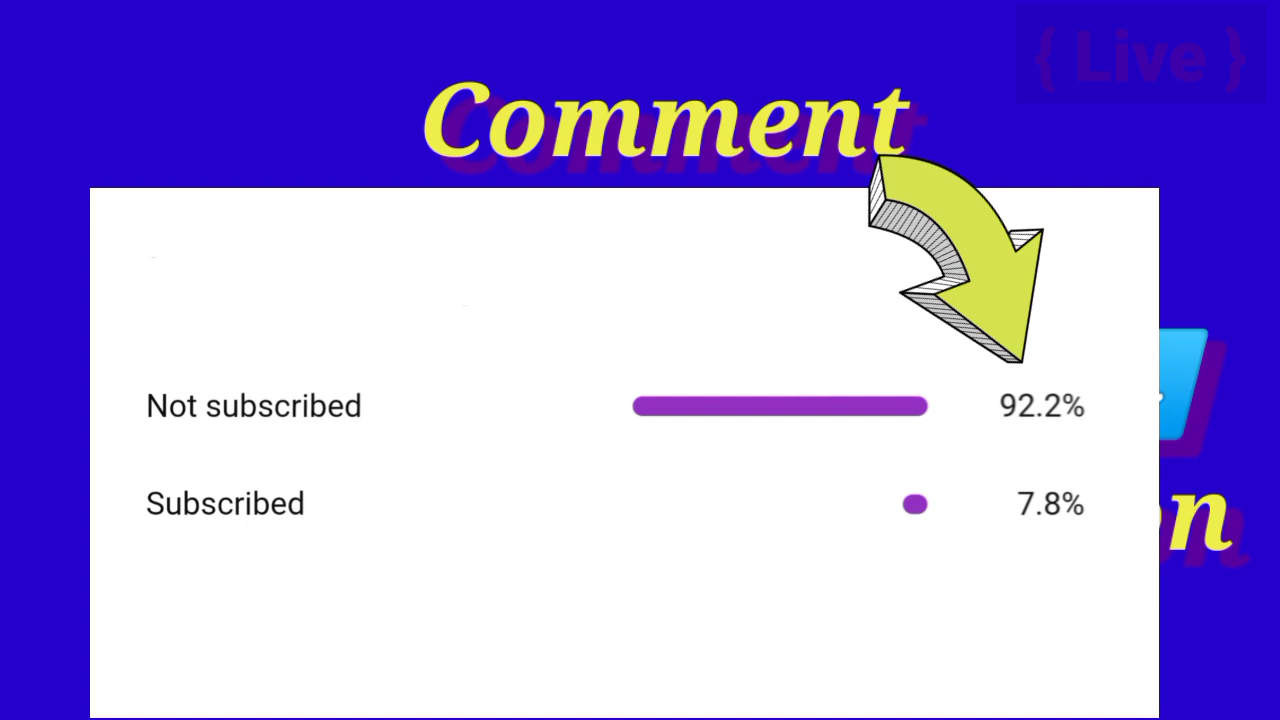 { Live }
Comment
Not subscribed 92.2%
Subscribed 7.8%
n